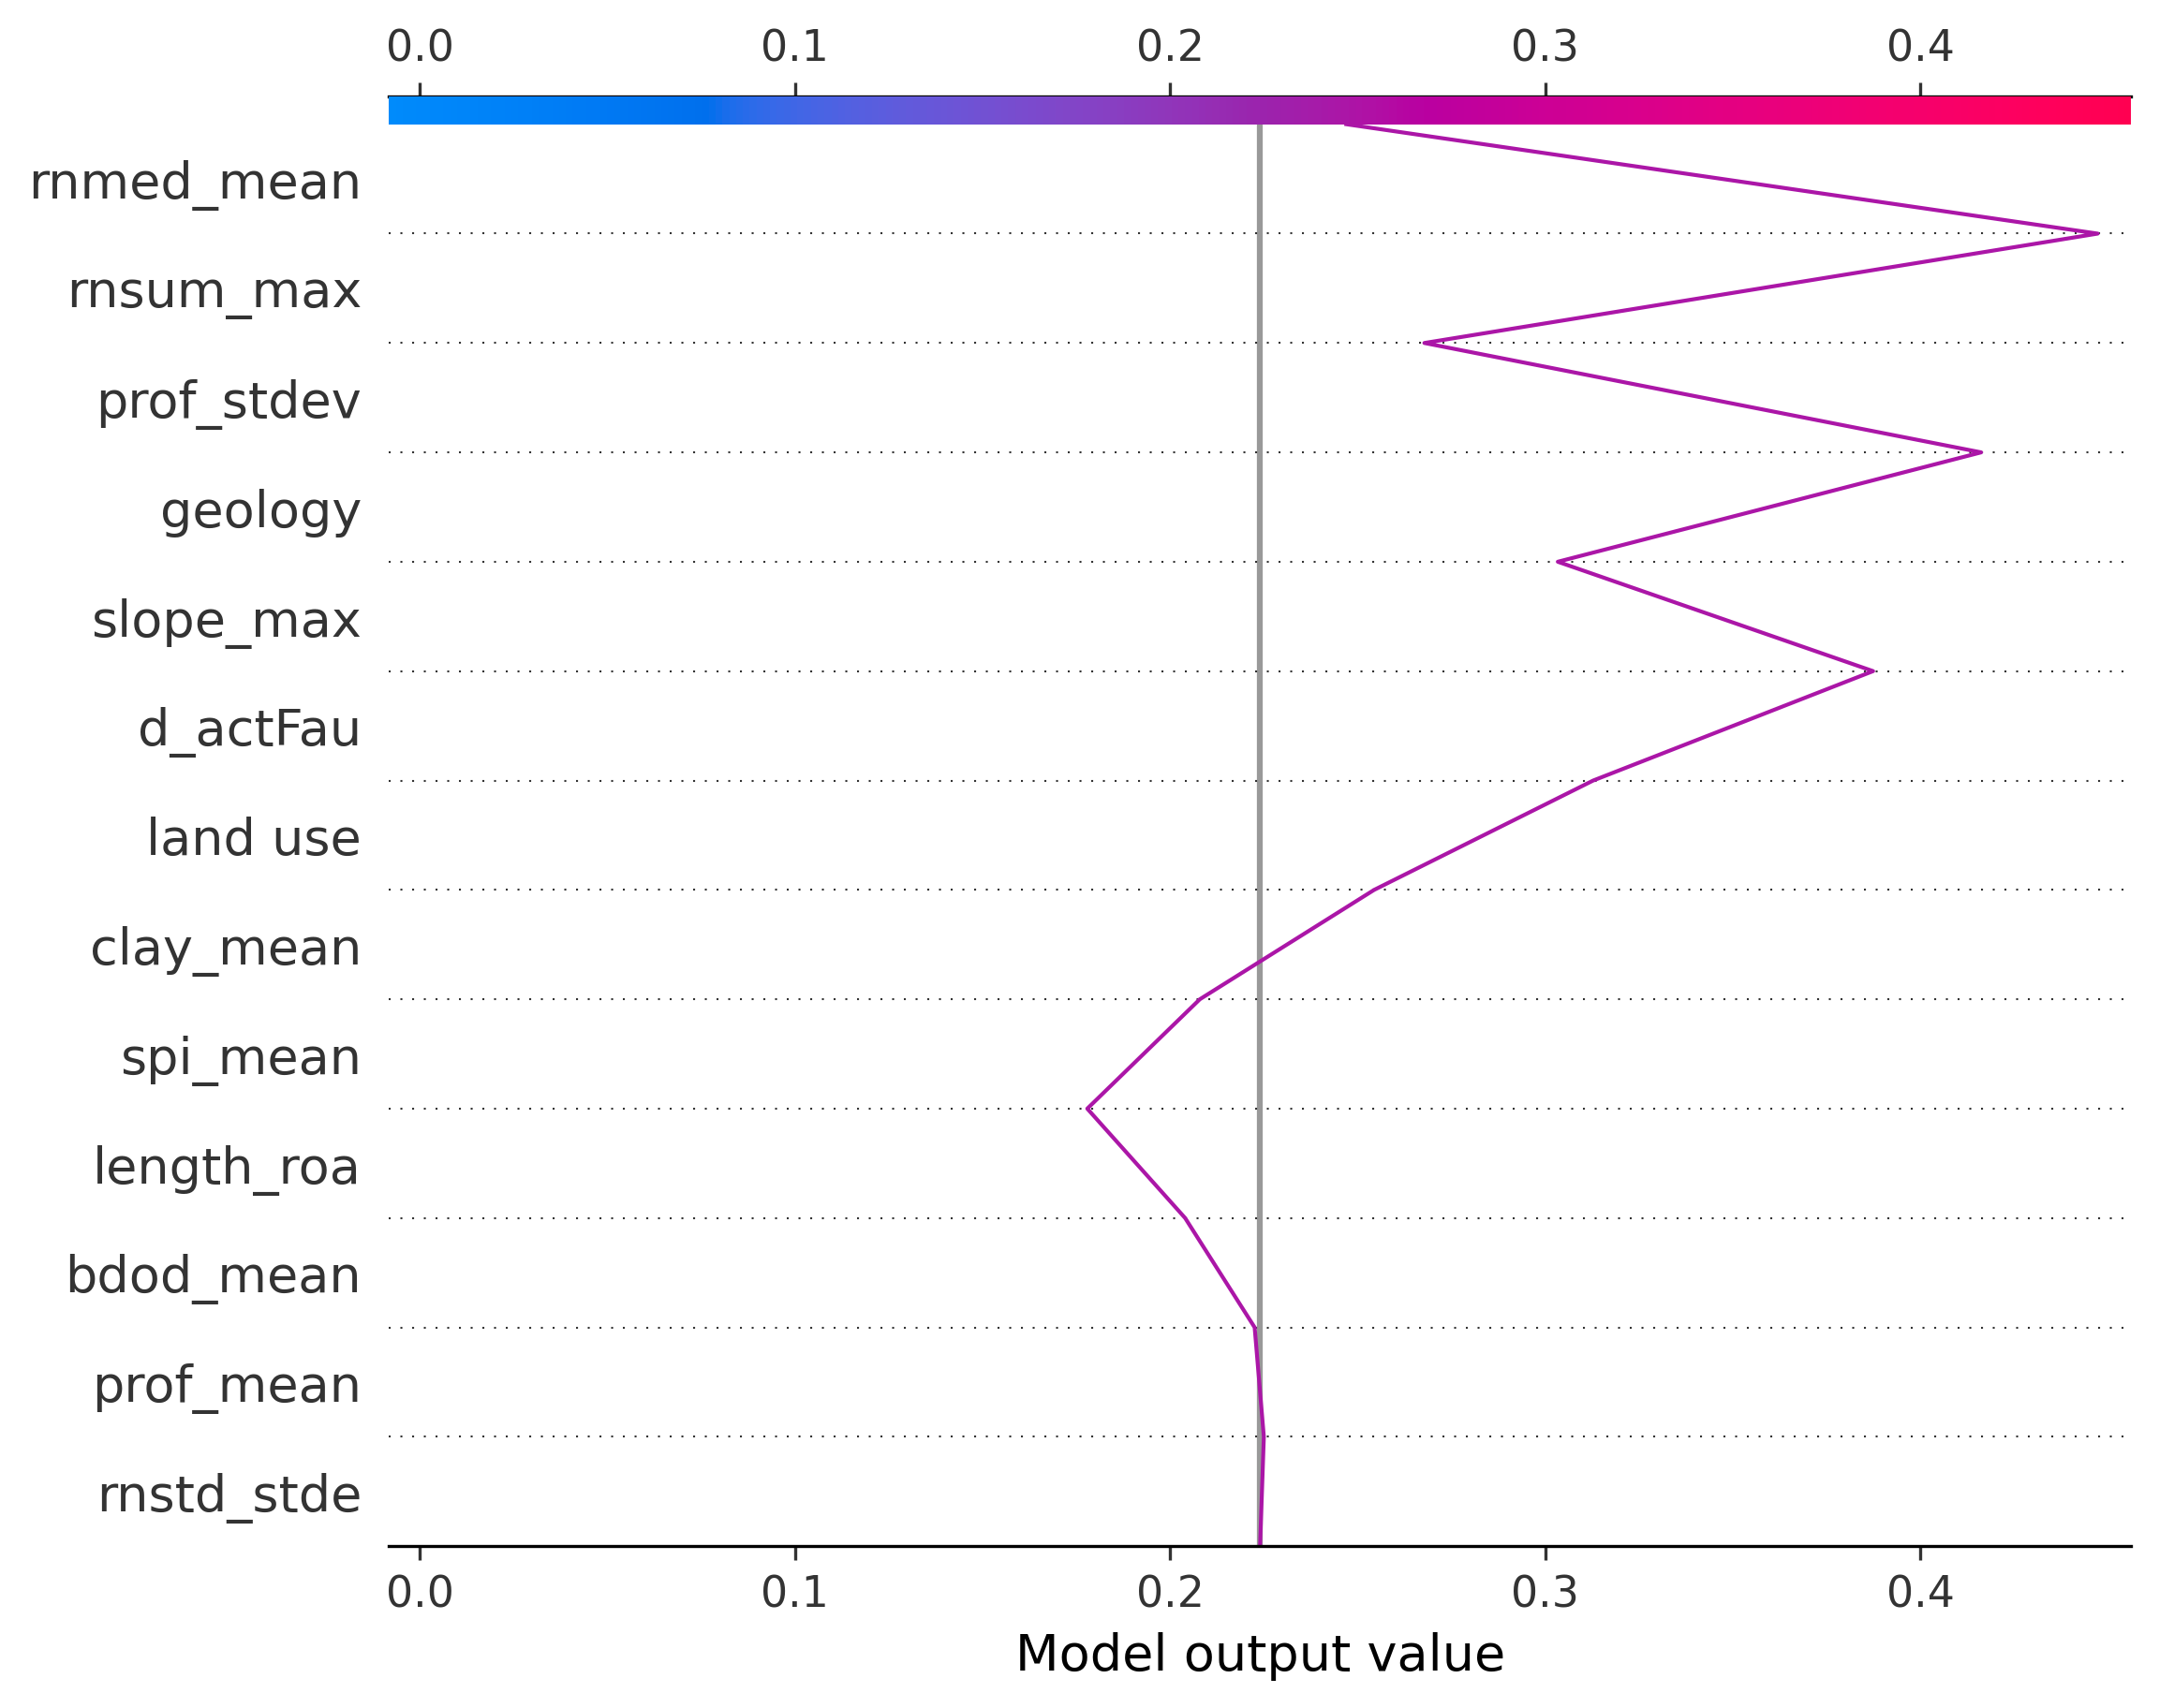 0.0 0.1 0.2 0.3 0.4
rnmed_mean
rnsum_max
prof_stdev
geology
slope_max
d_actFau
land use
clay_mean
spi_mean
length_roa
bdod_mean
prof_mean
rnstd_stde
0.0 0.1 0.2 0.3 0.4
Model output value